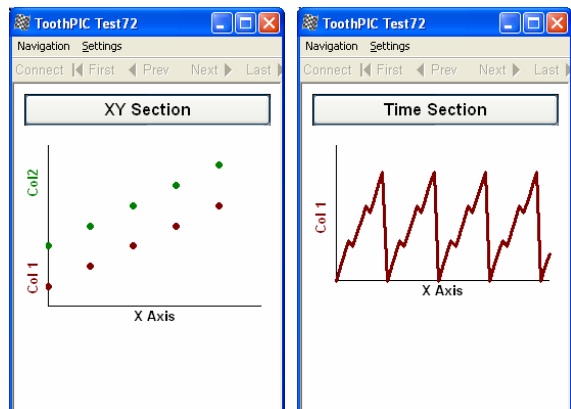 ToothPIC Test72
Navigation Settings
Connect First Prev Next Last
XY Section
Col2
Col 1
X Axis
ToothPIC Test72
Navigation Settings
Connect First Prev Next Last
Time Section
Col 1
X Axis